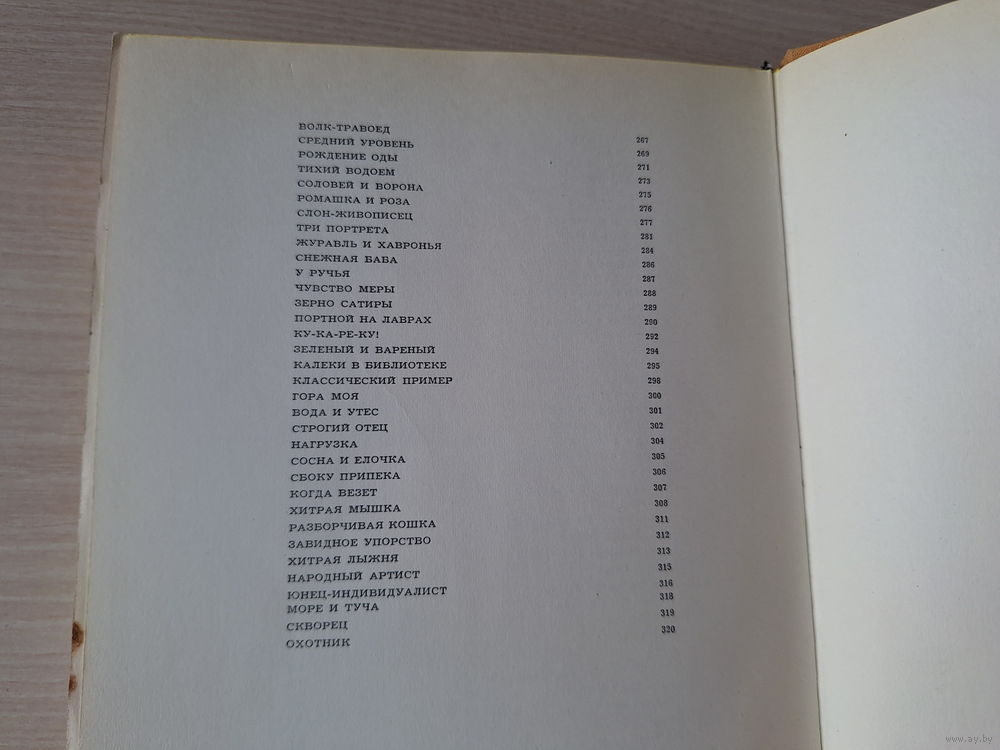 ВОЛК-ТРАВОЕД 267
СРЕДНИЙ УРОВЕНЬ 269
РОЖДЕНИЕ ОДЫ 271
ТИХИЙ ВОДОЕМ 273
СОЛОВЕЙ И ВОРОНА 275
РОМАШКА И РОЗА 276
СЛОН-ЖИВОПИСЕЦ 277
ТРИ ПОРТРЕТА 281
ЖУРАВЛЬ И ХАВРОНЬЯ 284
СНЕЖНАЯ БАБА 286
У РУЧЬЯ 287
ЧУВСТВО МЕРЫ 288
ЗЕРНО САТИРЫ 289
ПОРТНОЙ НА ЛАВРАХ 290
КУ-КА-РЕ-КУ! 292
ЗЕЛЕНЫЙ И ВАРЕНЫЙ 294
КАЛЕКИ В БИБЛИОТЕКЕ 295
КЛАССИЧЕСКИЙ ПРИМЕР 298
ГОРА МОЯ 300
ВОДА И УТЕС 301
СТРОГИЙ ОТЕЦ 302
НАГРУЗКА 304
СОСНА И ЕЛОЧКА 305
СБОКУ ПРИПЕКА 306
КОГДА ВЕЗЕТ 307
ХИТРАЯ МЫШКА 308
РАЗБОРЧИВАЯ КОШКА 311
ЗАВИДНОЕ УПОРСТВО 312
ХИТРАЯ ЛЫЖНЯ 313
НАРОДНЫЙ АРТИСТ 315
ЮНЕЦ-ИНДИВИДУАЛИСТ 316
МОРЕ И ТУЧА 318
СКВОРЕЦ 319
ОХОТНИК 320
www.ay.by